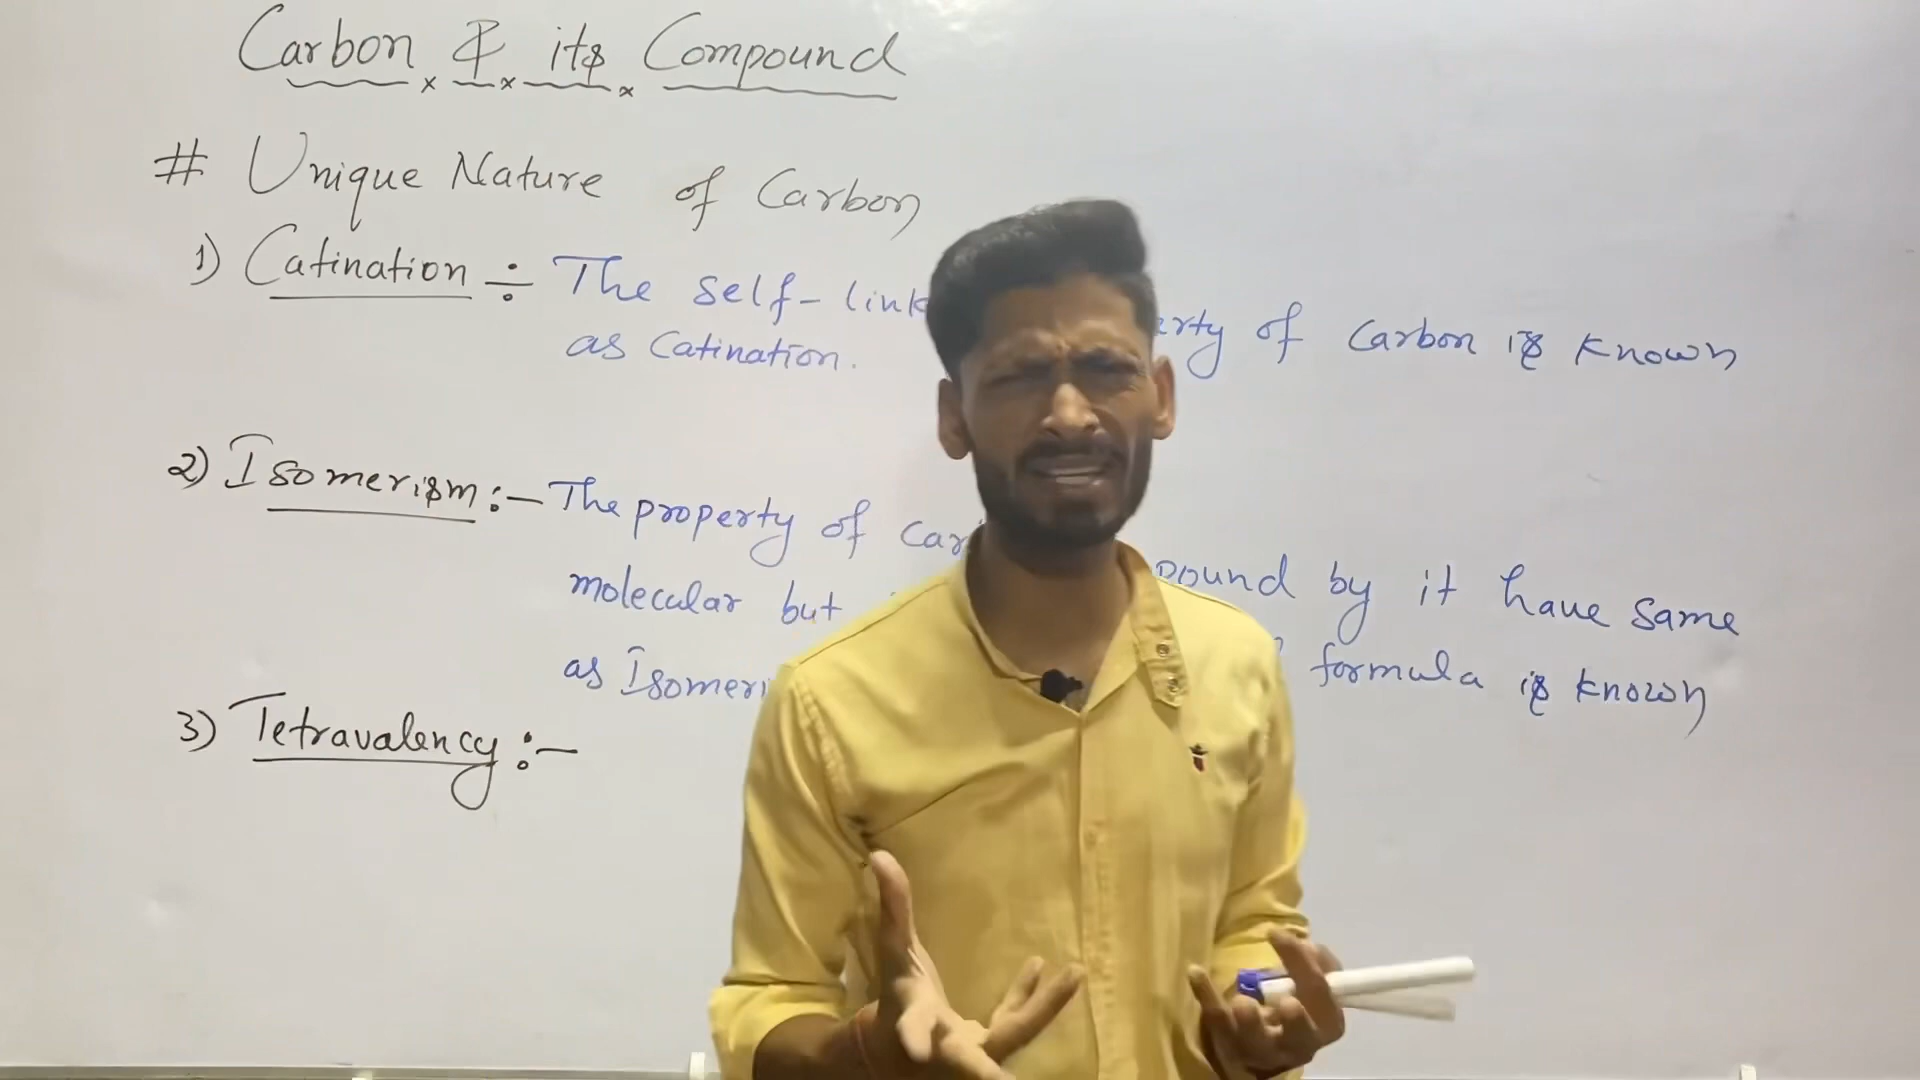 Carbon & its Compound
# Unique Nature of Carbon
1) Catination ÷ The self-link erty of Carbon is known
as Catination.
2) Isomerism :- The property of car pound by it have same
molecular but formula is known
as Isomeri
3) Tetravalency :-